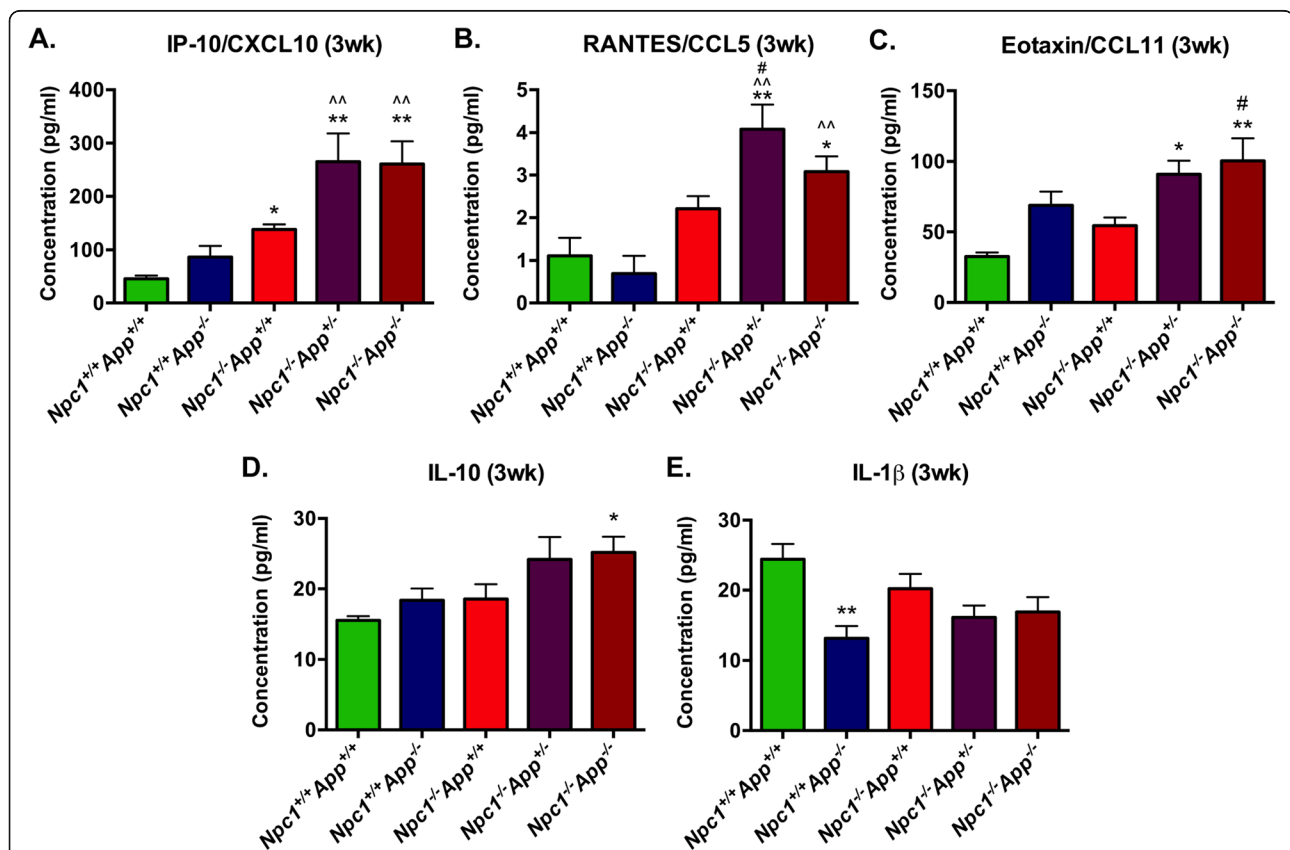 A. IP-10/CXCL10 (3wk)
Concentration (pg/ml)
400
300
200
100
0
*
^^
**
^^
**
Npc1+/+ App+/+
Npc1+/+ App-/-
Npc1-/- App+/+
Npc1-/- App+/-
Npc1-/- App-/-
B. RANTES/CCL5 (3wk)
Concentration (pg/ml)
5
4
3
2
1
0
#
^^
**
^^
*
Npc1+/+ App+/+
Npc1+/+ App-/-
Npc1-/- App+/+
Npc1-/- App+/-
Npc1-/- App-/-
C. Eotaxin/CCL11 (3wk)
Concentration (pg/ml)
150
100
50
0
*
#
**
Npc1+/+ App+/+
Npc1+/+ App-/-
Npc1-/- App+/+
Npc1-/- App+/-
Npc1-/- App-/-
D. IL-10 (3wk)
Concentration (pg/ml)
30
20
10
0
*
Npc1+/+ App+/+
Npc1+/+ App-/-
Npc1-/- App+/+
Npc1-/- App+/-
Npc1-/- App-/-
E. IL-1β (3wk)
Concentration (pg/ml)
30
20
10
0
**
Npc1+/+ App+/+
Npc1+/+ App-/-
Npc1-/- App+/+
Npc1-/- App+/-
Npc1-/- App-/-